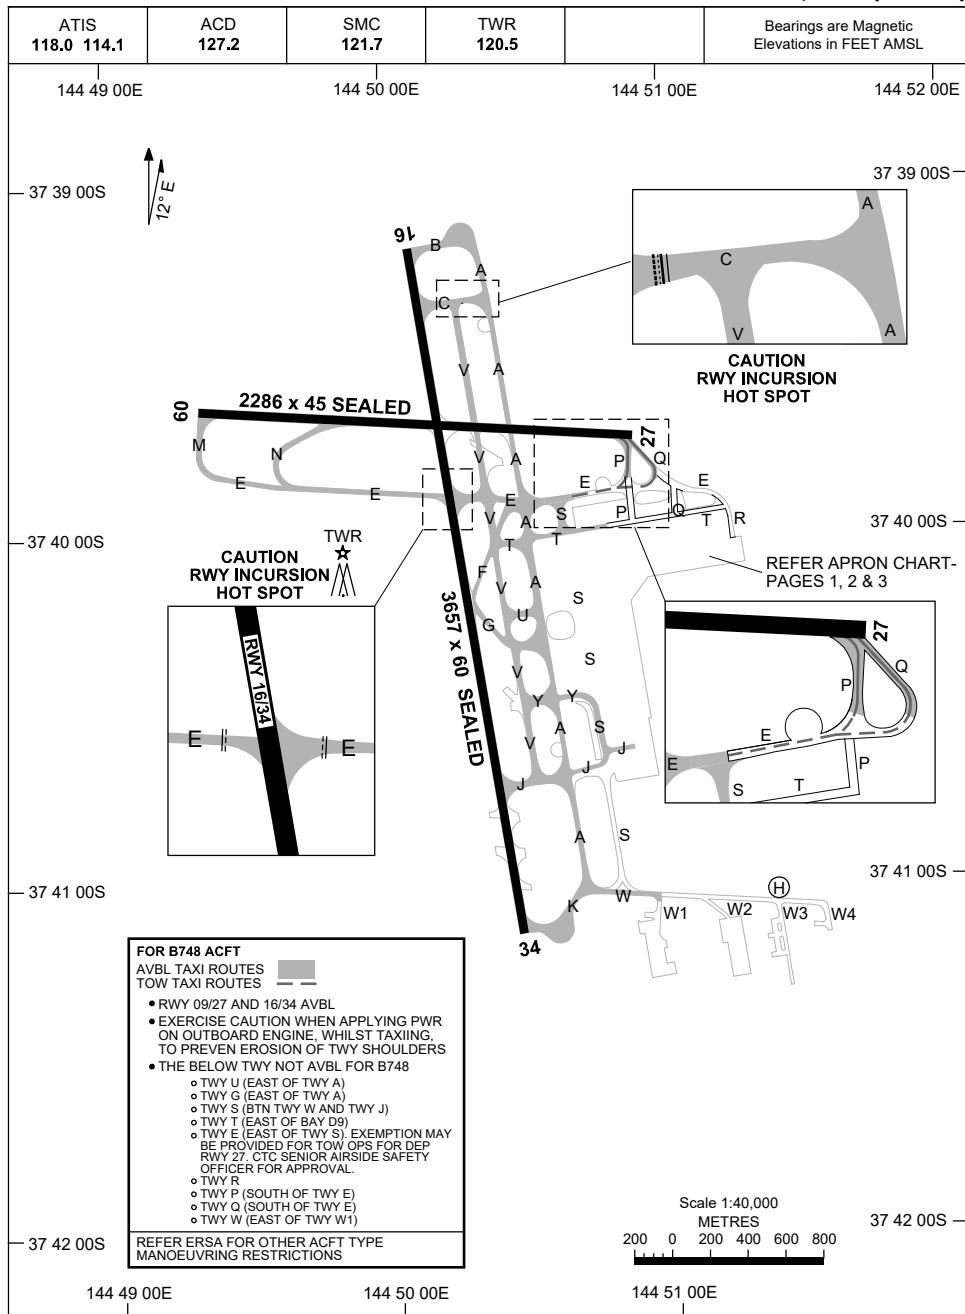 ATIS
118.0 114.1
ACD
127.2
SMC
121.7
TWR
120.5
Bearings are Magnetic
Elevations in FEET AMSL
144 49 00E
144 50 00E
144 51 00E
144 52 00E
37 39 00S
37 39 00S
12° E
16
B
A
C
A
C
V
A
CAUTION
RWY INCURSION
HOT SPOT
V
A
09
2286 x 45 SEALED
27
M
N
V
A
P
Q
E
E
E
E
E
S
P
Q
T
R
V
A
T
T
37 40 00S
37 40 00S
TWR
CAUTION
RWY INCURSION
HOT SPOT
REFER APRON CHART-
PAGES 1, 2 & 3
F
V
A
S
G
U
3657 x 60 SEALED
RWY 16/34
E
E
V
S
Y
Y
V
A
S
J
J
J
27
Q
P
E
E
S
T
P
A
S
37 41 00S
37 41 00S
K
W
H
W1
W2
W3
W4
34
FOR B748 ACFT
AVBL TAXI ROUTES
TOW TAXI ROUTES
• RWY 09/27 AND 16/34 AVBL
• EXERCISE CAUTION WHEN APPLYING PWR
ON OUTBOARD ENGINE, WHILST TAXIING,
TO PREVEN EROSION OF TWY SHOULDERS
• THE BELOW TWY NOT AVBL FOR B748
o TWY U (EAST OF TWY A)
o TWY G (EAST OF TWY A)
o TWY S (BTN TWY W AND TWY J)
o TWY T (EAST OF BAY D9)
o TWY E (EAST OF TWY S). EXEMPTION MAY
BE PROVIDED FOR TOW OPS FOR DEP
RWY 27. CTC SENIOR AIRSIDE SAFETY
OFFICER FOR APPROVAL.
o TWY R
o TWY P (SOUTH OF TWY E)
o TWY Q (SOUTH OF TWY E)
o TWY W (EAST OF TWY W1)
REFER ERSA FOR OTHER ACFT TYPE
MANOEUVRING RESTRICTIONS
Scale 1:40,000
METRES
200 0 200 400 600 800
37 42 00S
37 42 00S
144 49 00E
144 50 00E
144 51 00E